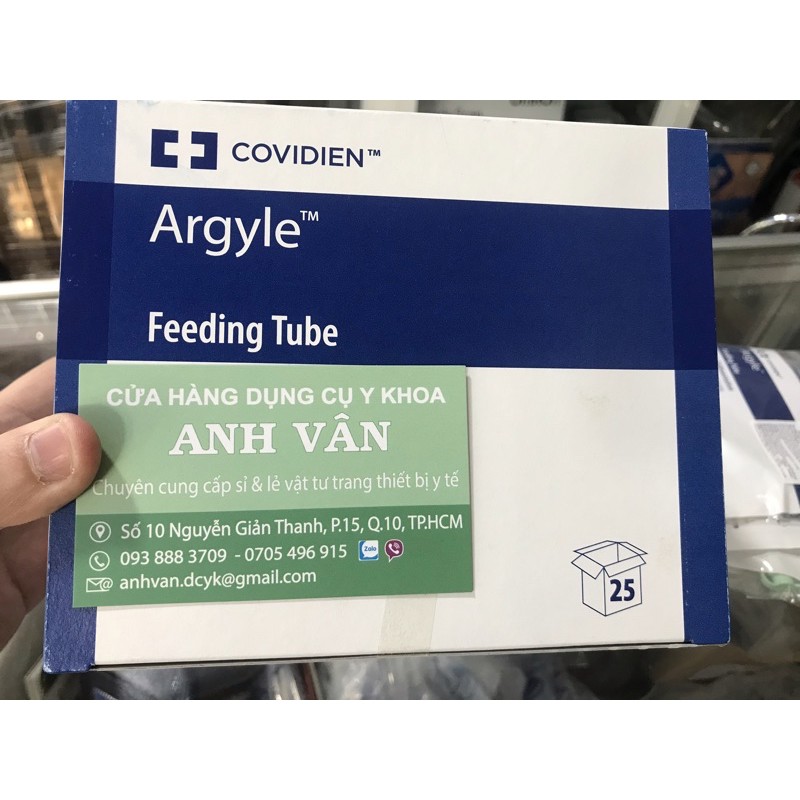 COVIDIEN™
Argyle™
Feeding Tube
CỬA HÀNG DỤNG CỤ Y KHOA
ANH VÂN
Chuyên cung cấp sỉ & lẻ vật tư trang thiết bị y tế
Số 10 Nguyễn Giản Thanh, P.15, Q.10, TP.HCM
093 888 3709 - 0705 496 915 Zalo
anhvan.dcyk@gmail.com
25
Argyle